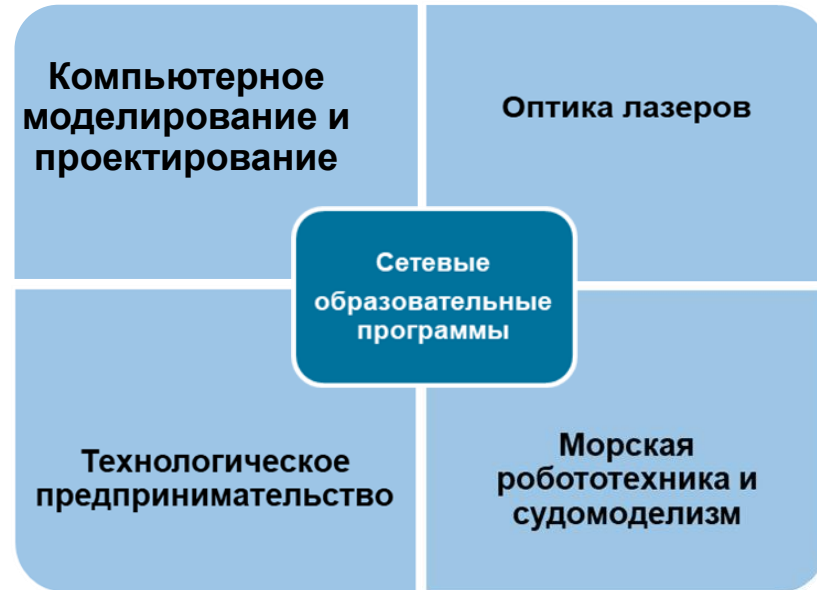 Компьютерное
моделирование и
проектирование
Оптика лазеров
Сетевые
образовательные
программы
Технологическое
предпринимательство
Морская
робототехника и
судомоделизм